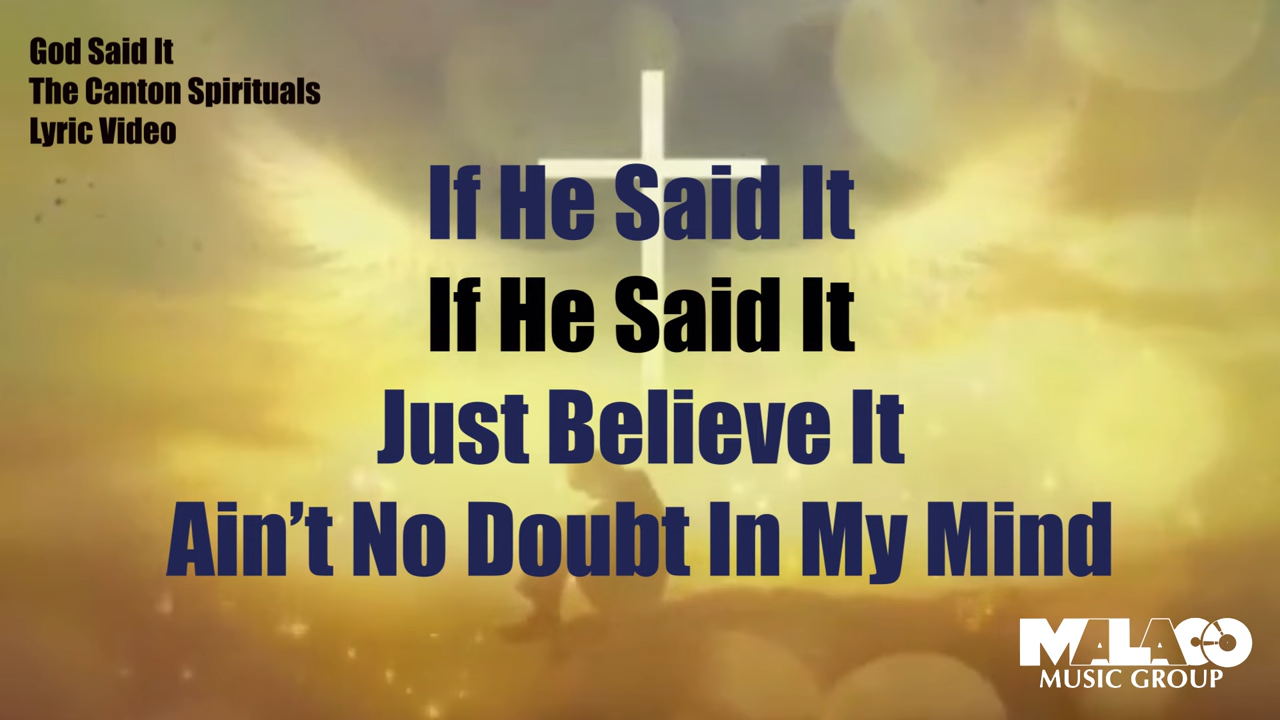 God Said It
The Canton Spirituals
Lyric Video
If He Said It
If He Said It
Just Believe It
Ain’t No Doubt In My Mind
MALACO
MUSIC GROUP